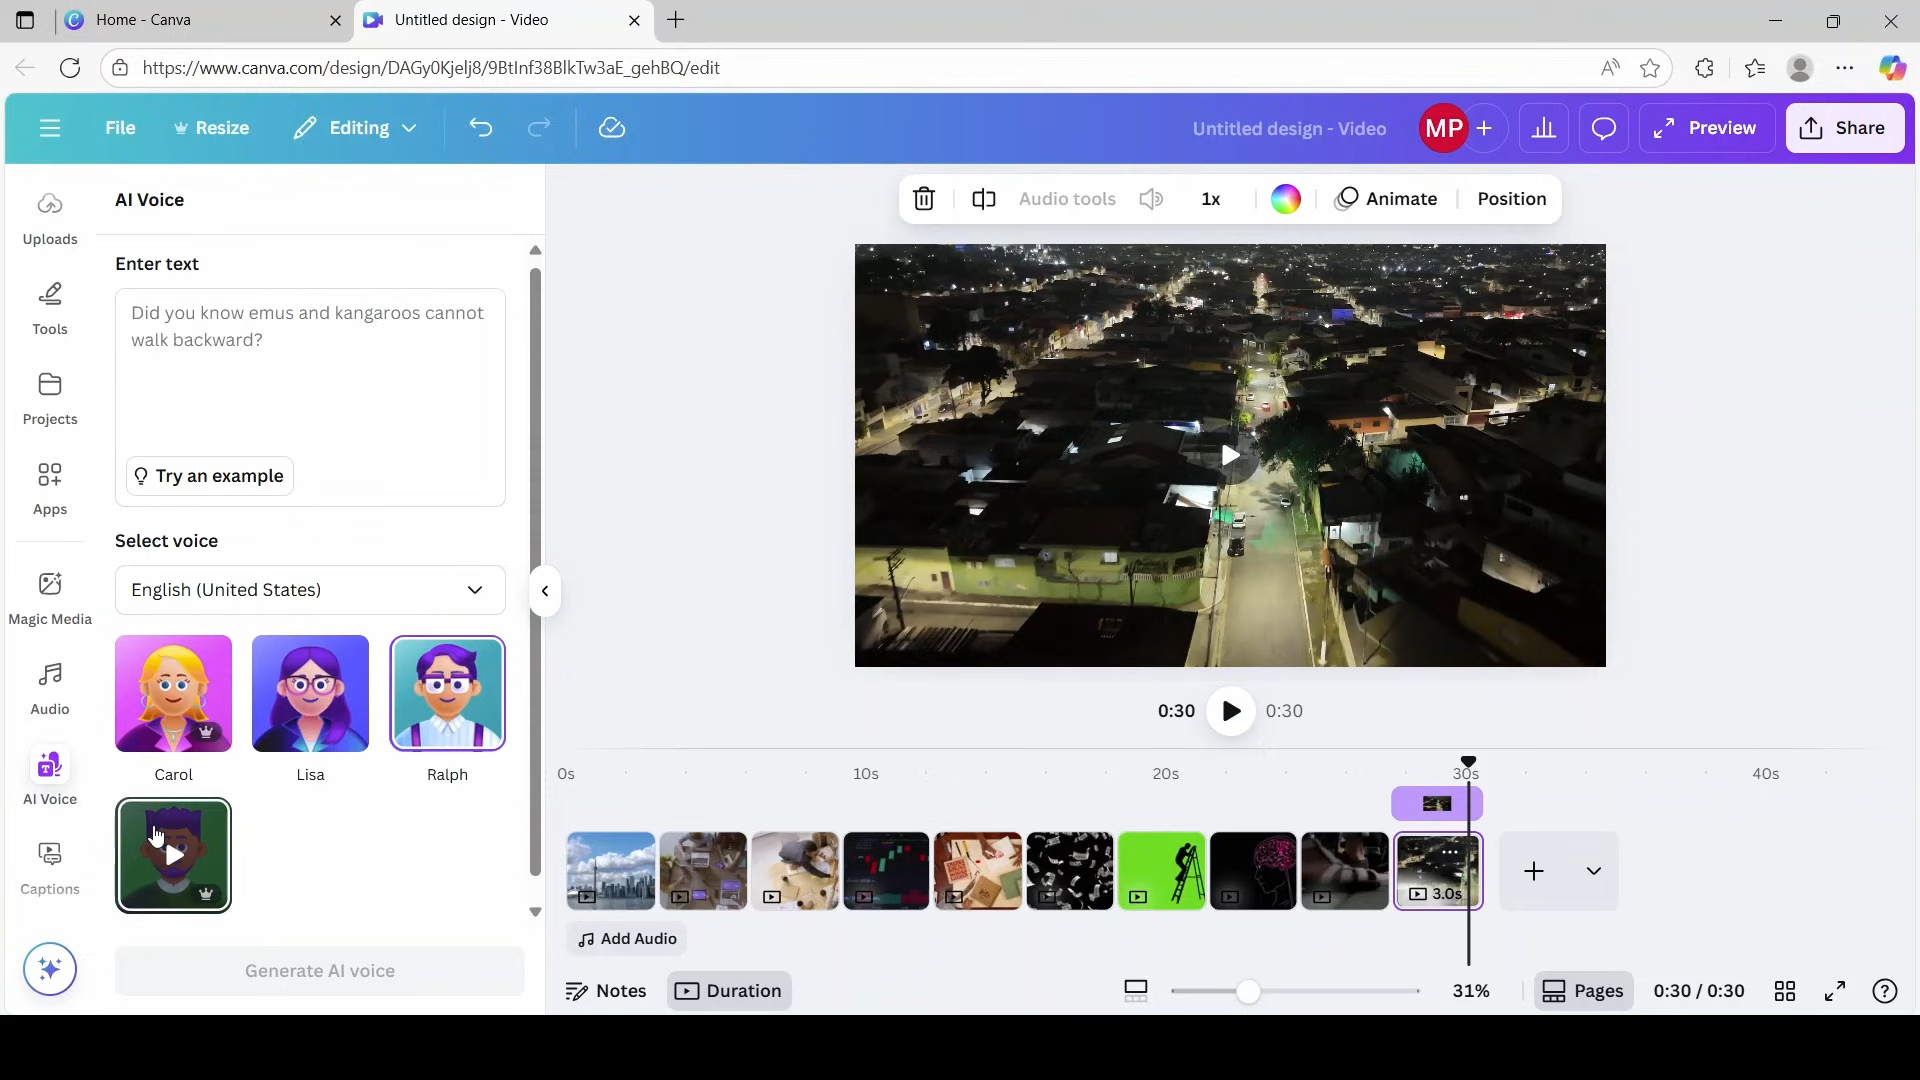 Home - Canva
Untitled design - Video
https://www.canva.com/design/DAGy0Kjelj8/9BtInf38BlkTw3aE_gehBQ/edit
File
Resize
Editing
Untitled design - Video
MP
Preview
Share
Uploads
Tools
Projects
Apps
Magic Media
Audio
AI Voice
Captions
AI Voice
Enter text
Did you know emus and kangaroos cannot
walk backward?
Try an example
Select voice
English (United States)
Carol
Lisa
Ralph
Generate AI voice
Audio tools
1x
Animate
Position
0:30
0:30
0s
10s
20s
30s
40s
3.0s
Add Audio
Notes
Duration
31%
Pages
0:30 / 0:30